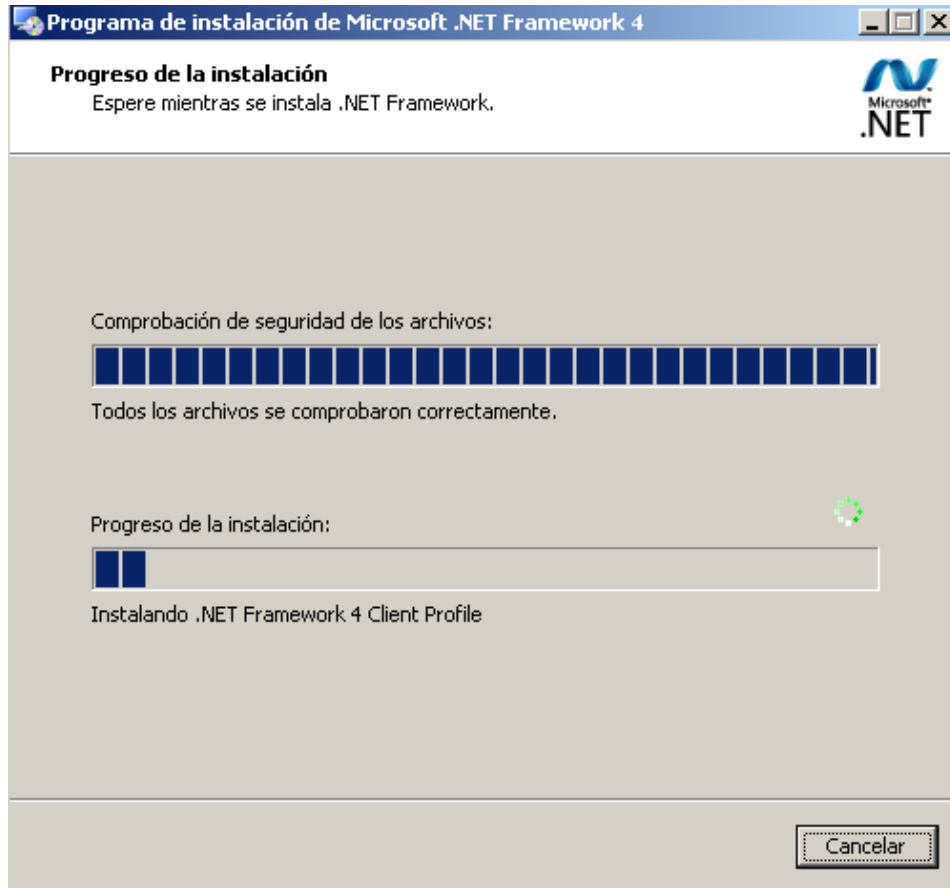 Programa de instalación de Microsoft .NET Framework 4
Progreso de la instalación
Espere mientras se instala .NET Framework.
Microsoft®
.NET
Comprobación de seguridad de los archivos:
Todos los archivos se comprobaron correctamente.
Progreso de la instalación:
Instalando .NET Framework 4 Client Profile
Cancelar